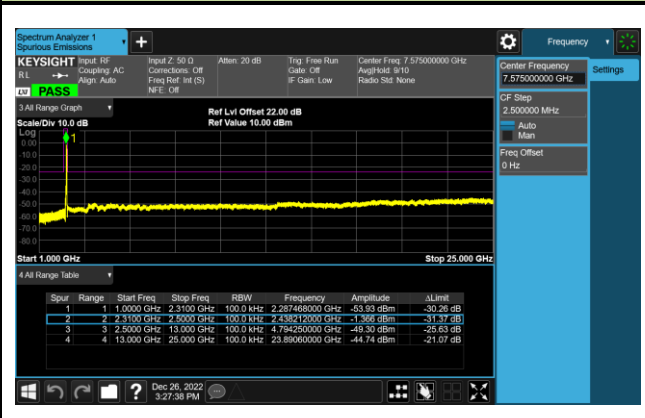 Spectrum Analyzer 1
Spurious Emissions
Frequency
KEYSIGHT
Input: RF
Input Z: 50 Ω
Atten: 20 dB
Trig: Free Run
Center Freq: 7.575000000 GHz
RL
Coupling: AC
Corrections: Off
Gate: Off
Avg|Hold: 9/10
Align: Auto
Freq Ref: Int (S)
IF Gain: Low
Radio Std: None
NFE: Off
LXI PASS
3 All Range Graph
Ref Lvl Offset 22.00 dB
Scale/Div 10.0 dB
Ref Value 10.00 dBm
Log
1
0.00
-10.0
-20.0
-30.0
-40.0
-50.0
-60.0
-70.0
-80.0
Start 1.000 GHz
Stop 25.000 GHz
4 All Range Table
Spur Range Start Freq Stop Freq RBW Frequency Amplitude ΔLimit
1 1 1.0000 GHz 2.3100 GHz 100.0 kHz 2.287468000 GHz -53.93 dBm -30.26 dB
2 2 2.3100 GHz 2.5000 GHz 100.0 kHz 2.438212000 GHz -1.366 dBm -31.37 dB
3 3 2.5000 GHz 13.000 GHz 100.0 kHz 4.794250000 GHz -49.30 dBm -25.63 dB
4 4 13.000 GHz 25.000 GHz 100.0 kHz 23.89060000 GHz -44.74 dBm -21.07 dB
Dec 26, 2022
3:27:38 PM
Center Frequency
7.575000000 GHz
Settings
CF Step
2.500000 MHz
Auto
Man
Freq Offset
0 Hz